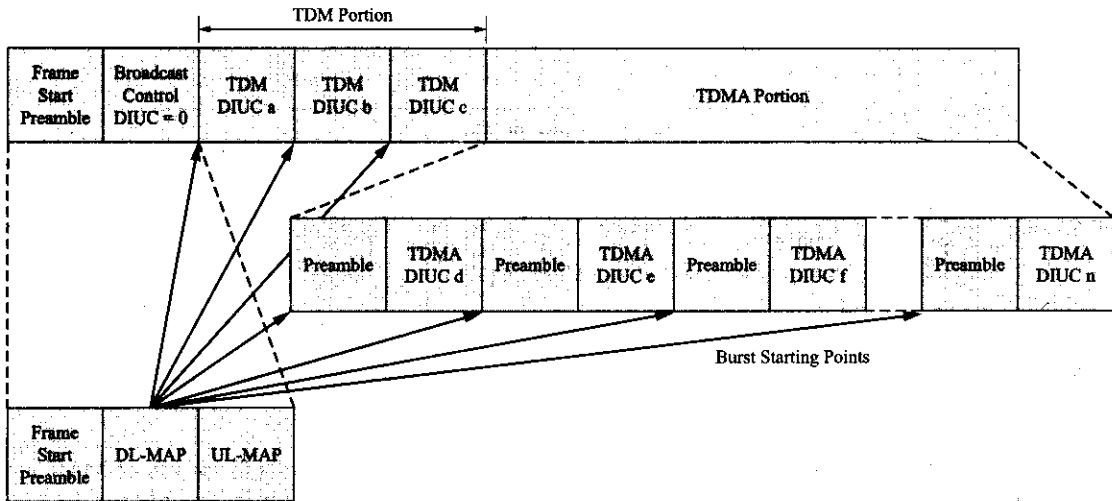 TDM Portion
Frame
Start
Preamble
Broadcast
Control
DIUC = 0
TDM
DIUC a
TDM
DIUC b
TDM
DIUC c
TDMA Portion
Preamble
TDMA
DIUC d
Preamble
TDMA
DIUC e
Preamble
TDMA
DIUC f
Preamble
TDMA
DIUC n
Burst Starting Points
Frame
Start
Preamble
DL-MAP
UL-MAP